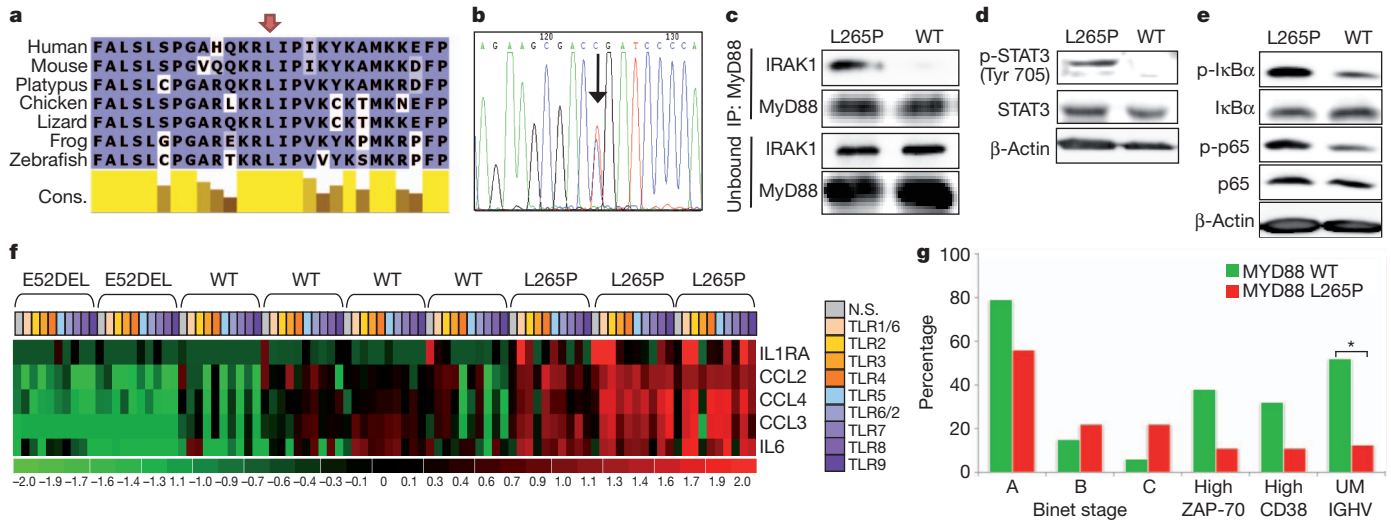 a
Human FALSLSPGAHQKRLIPIKYKAMKKEFP
Mouse FALSLSPGVQQKRLIPIKYKAMKKDFP
Platypus FALSLCPGARQKRLIPVKYKAMKRDFP
Chicken FALSLSPGARLKRLIPVKCKTMKNEFP
Lizard FALSLSPGARQKRLIPVKCKTMKKEFP
Frog FALSLGPGAREKRLIPVKYKPMKRPFP
Zebrafish FALSLCPGARTKRLIPVVYKSMKRPFP
Cons.
b
120 130
AGAAGCGACCGATCCCCCA
c
L265P WT
IP: MyD88
IRAK1
MyD88
Unbound
IRAK1
MyD88
d
L265P WT
p-STAT3
(Tyr 705)
STAT3
β-Actin
e
L265P WT
p-IκBα
IκBα
p-p65
p65
β-Actin
f
E52DEL E52DEL WT WT WT WT L265P L265P L265P
IL1RA
CCL2
CCL4
CCL3
IL6
−2.0 −1.9 −1.7 −1.6 −1.3 1.1 −1.0 −0.9 −0.7 −0.6 −0.3 −0.1 0 0.1 0.3 0.4 0.6 0.7 0.9 1.0 1.1 1.3 1.4 1.6 1.7 1.9 2.0
N.S.
TLR1/6
TLR2
TLR3
TLR4
TLR5
TLR6/2
TLR7
TLR8
TLR9
g
MYD88 WT
MYD88 L265P
Percentage
100
80
60
40
20
0
*
A B C High ZAP-70 High CD38 UM IGHV
Binet stage